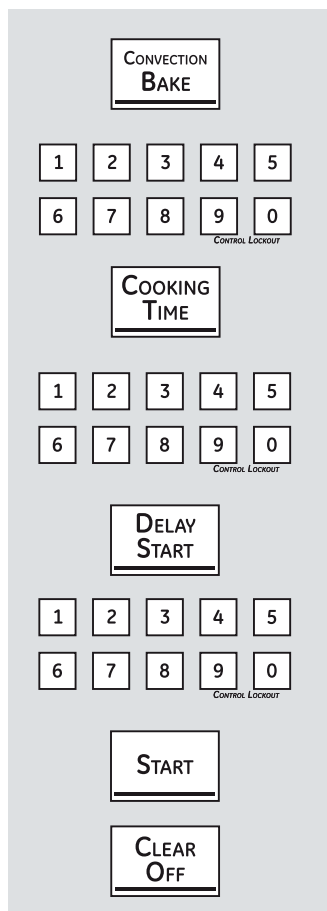 CONVECTION
BAKE
1 2 3 4 5
6 7 8 9 0
CONTROL LOCKOUT
COOKING
TIME
1 2 3 4 5
6 7 8 9 0
CONTROL LOCKOUT
DELAY
START
1 2 3 4 5
6 7 8 9 0
CONTROL LOCKOUT
START
CLEAR
OFF